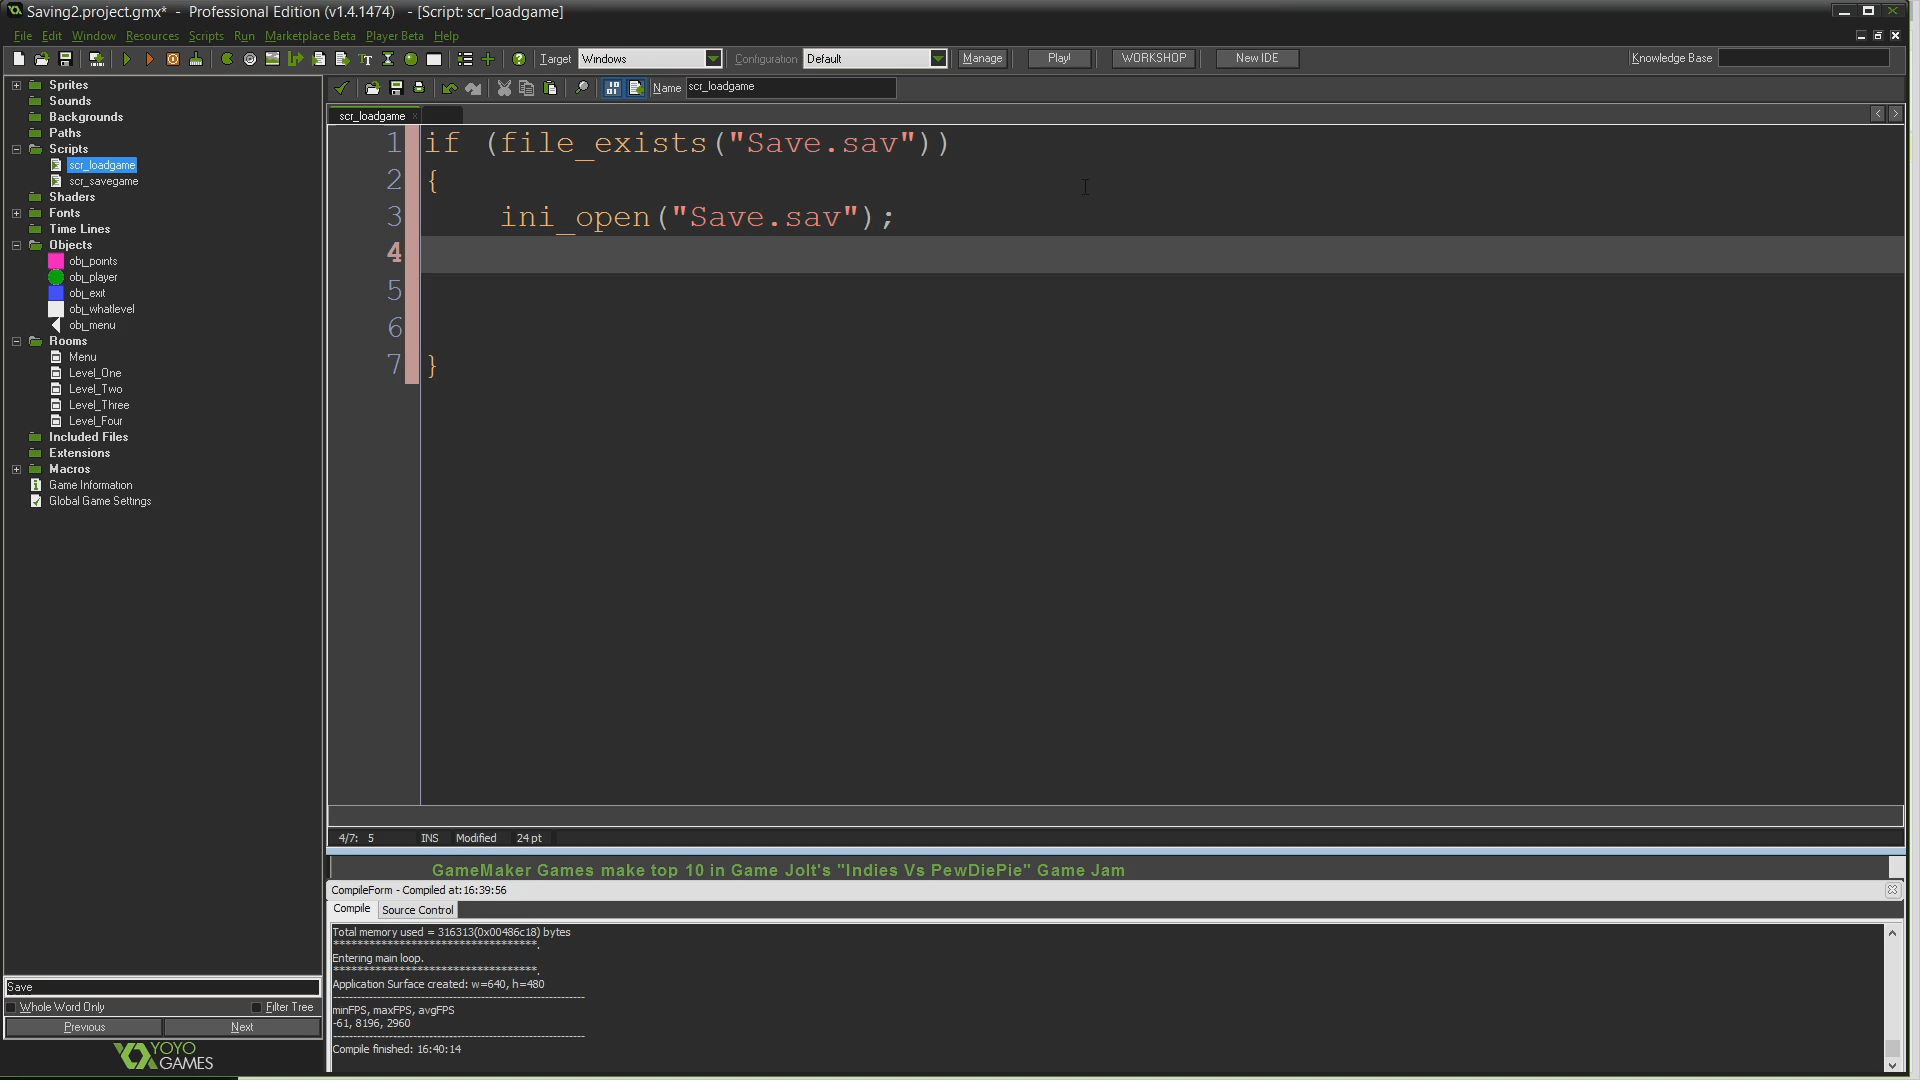 Saving2.project.gmx* - Professional Edition (v1.4.1474) - [Script: scr_loadgame]
File Edit Window Resources Scripts Run Marketplace Beta Player Beta Help
Target Windows Configuration Default Manage Play! WORKSHOP New IDE Knowledge Base
Name scr_loadgame
scr_loadgame
Sprites
Sounds
Backgrounds
Paths
Scripts
scr_loadgame
scr_savegame
Shaders
Fonts
Time Lines
Objects
obj_points
obj_player
obj_exit
obj_whatlevel
obj_menu
Rooms
Menu
Level_One
Level_Two
Level_Three
Level_Four
Included Files
Extensions
Macros
Game Information
Global Game Settings
1 if (file_exists("Save.sav"))
2 {
3 ini_open("Save.sav");
4
5
6
7 }
4/7: 5 INS Modified 24 pt
GameMaker Games make top 10 in Game Jolt's "Indies Vs PewDiePie" Game Jam
CompileForm - Compiled at:16:39:56
Compile Source Control
Total memory used = 316313(0x00486c18) bytes
***********************************.
Entering main loop.
***********************************.
Application Surface created: w=640, h=480
---------------------------------------------------------------
minFPS, maxFPS, avgFPS
-61, 8196, 2960
---------------------------------------------------------------
Compile finished: 16:40:14
Save
Whole Word Only Filter Tree
Previous Next
YOYO
GAMES